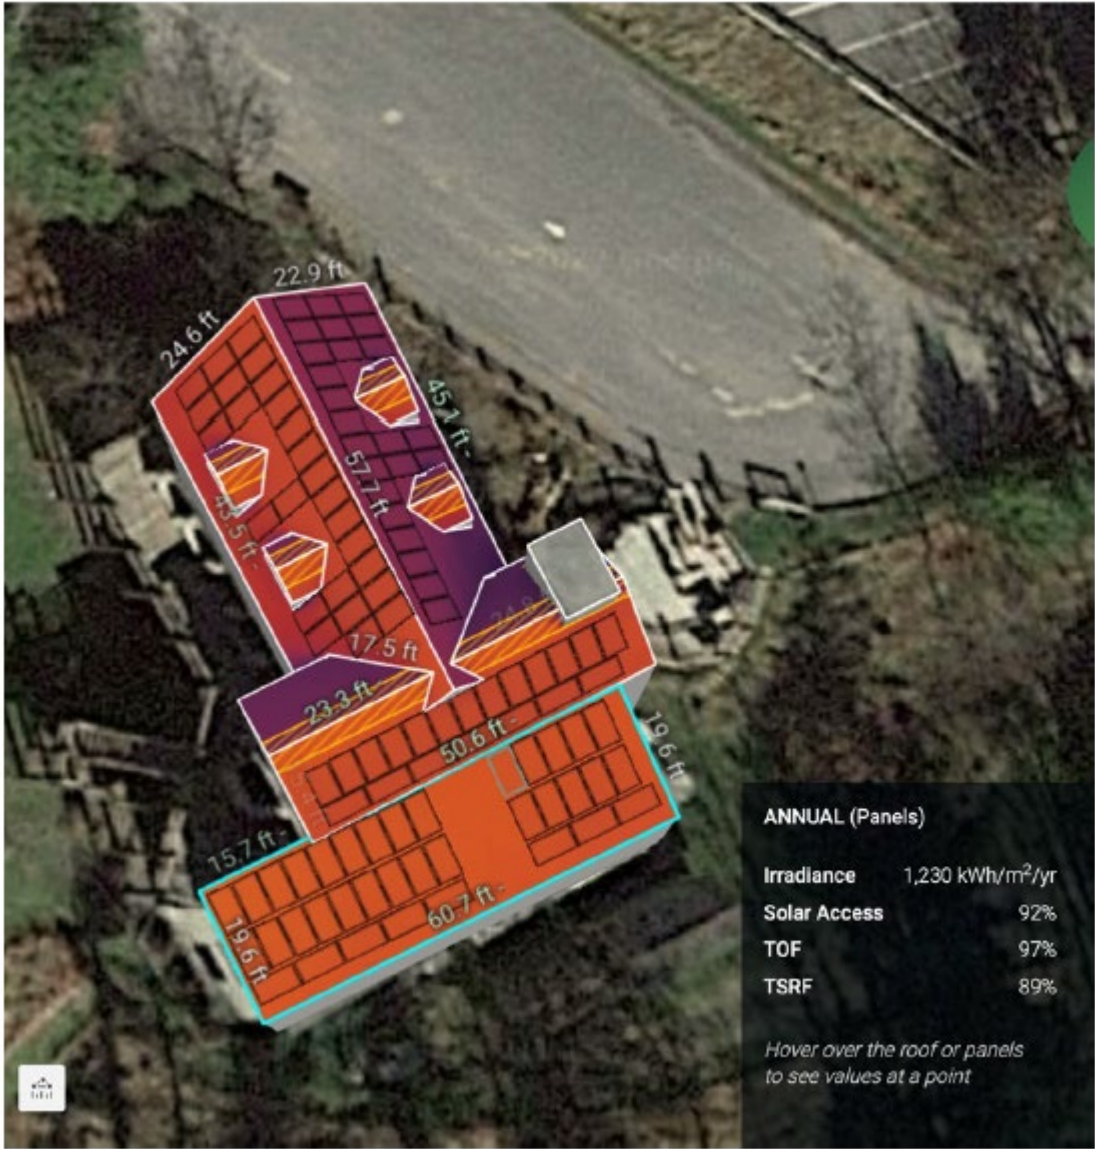 22.9 ft
24.6 ft
45.1 ft -
57.7 ft
43.5 ft -
17.5 ft
23.3 ft -
50.6 ft -
19.6 ft
15.7 ft -
60.7 ft -
19.6 ft
ANNUAL (Panels)
Irradiance 1,230 kWh/m²/yr
Solar Access 92%
TOF 97%
TSRF 89%
Hover over the roof or panels
to see values at a point